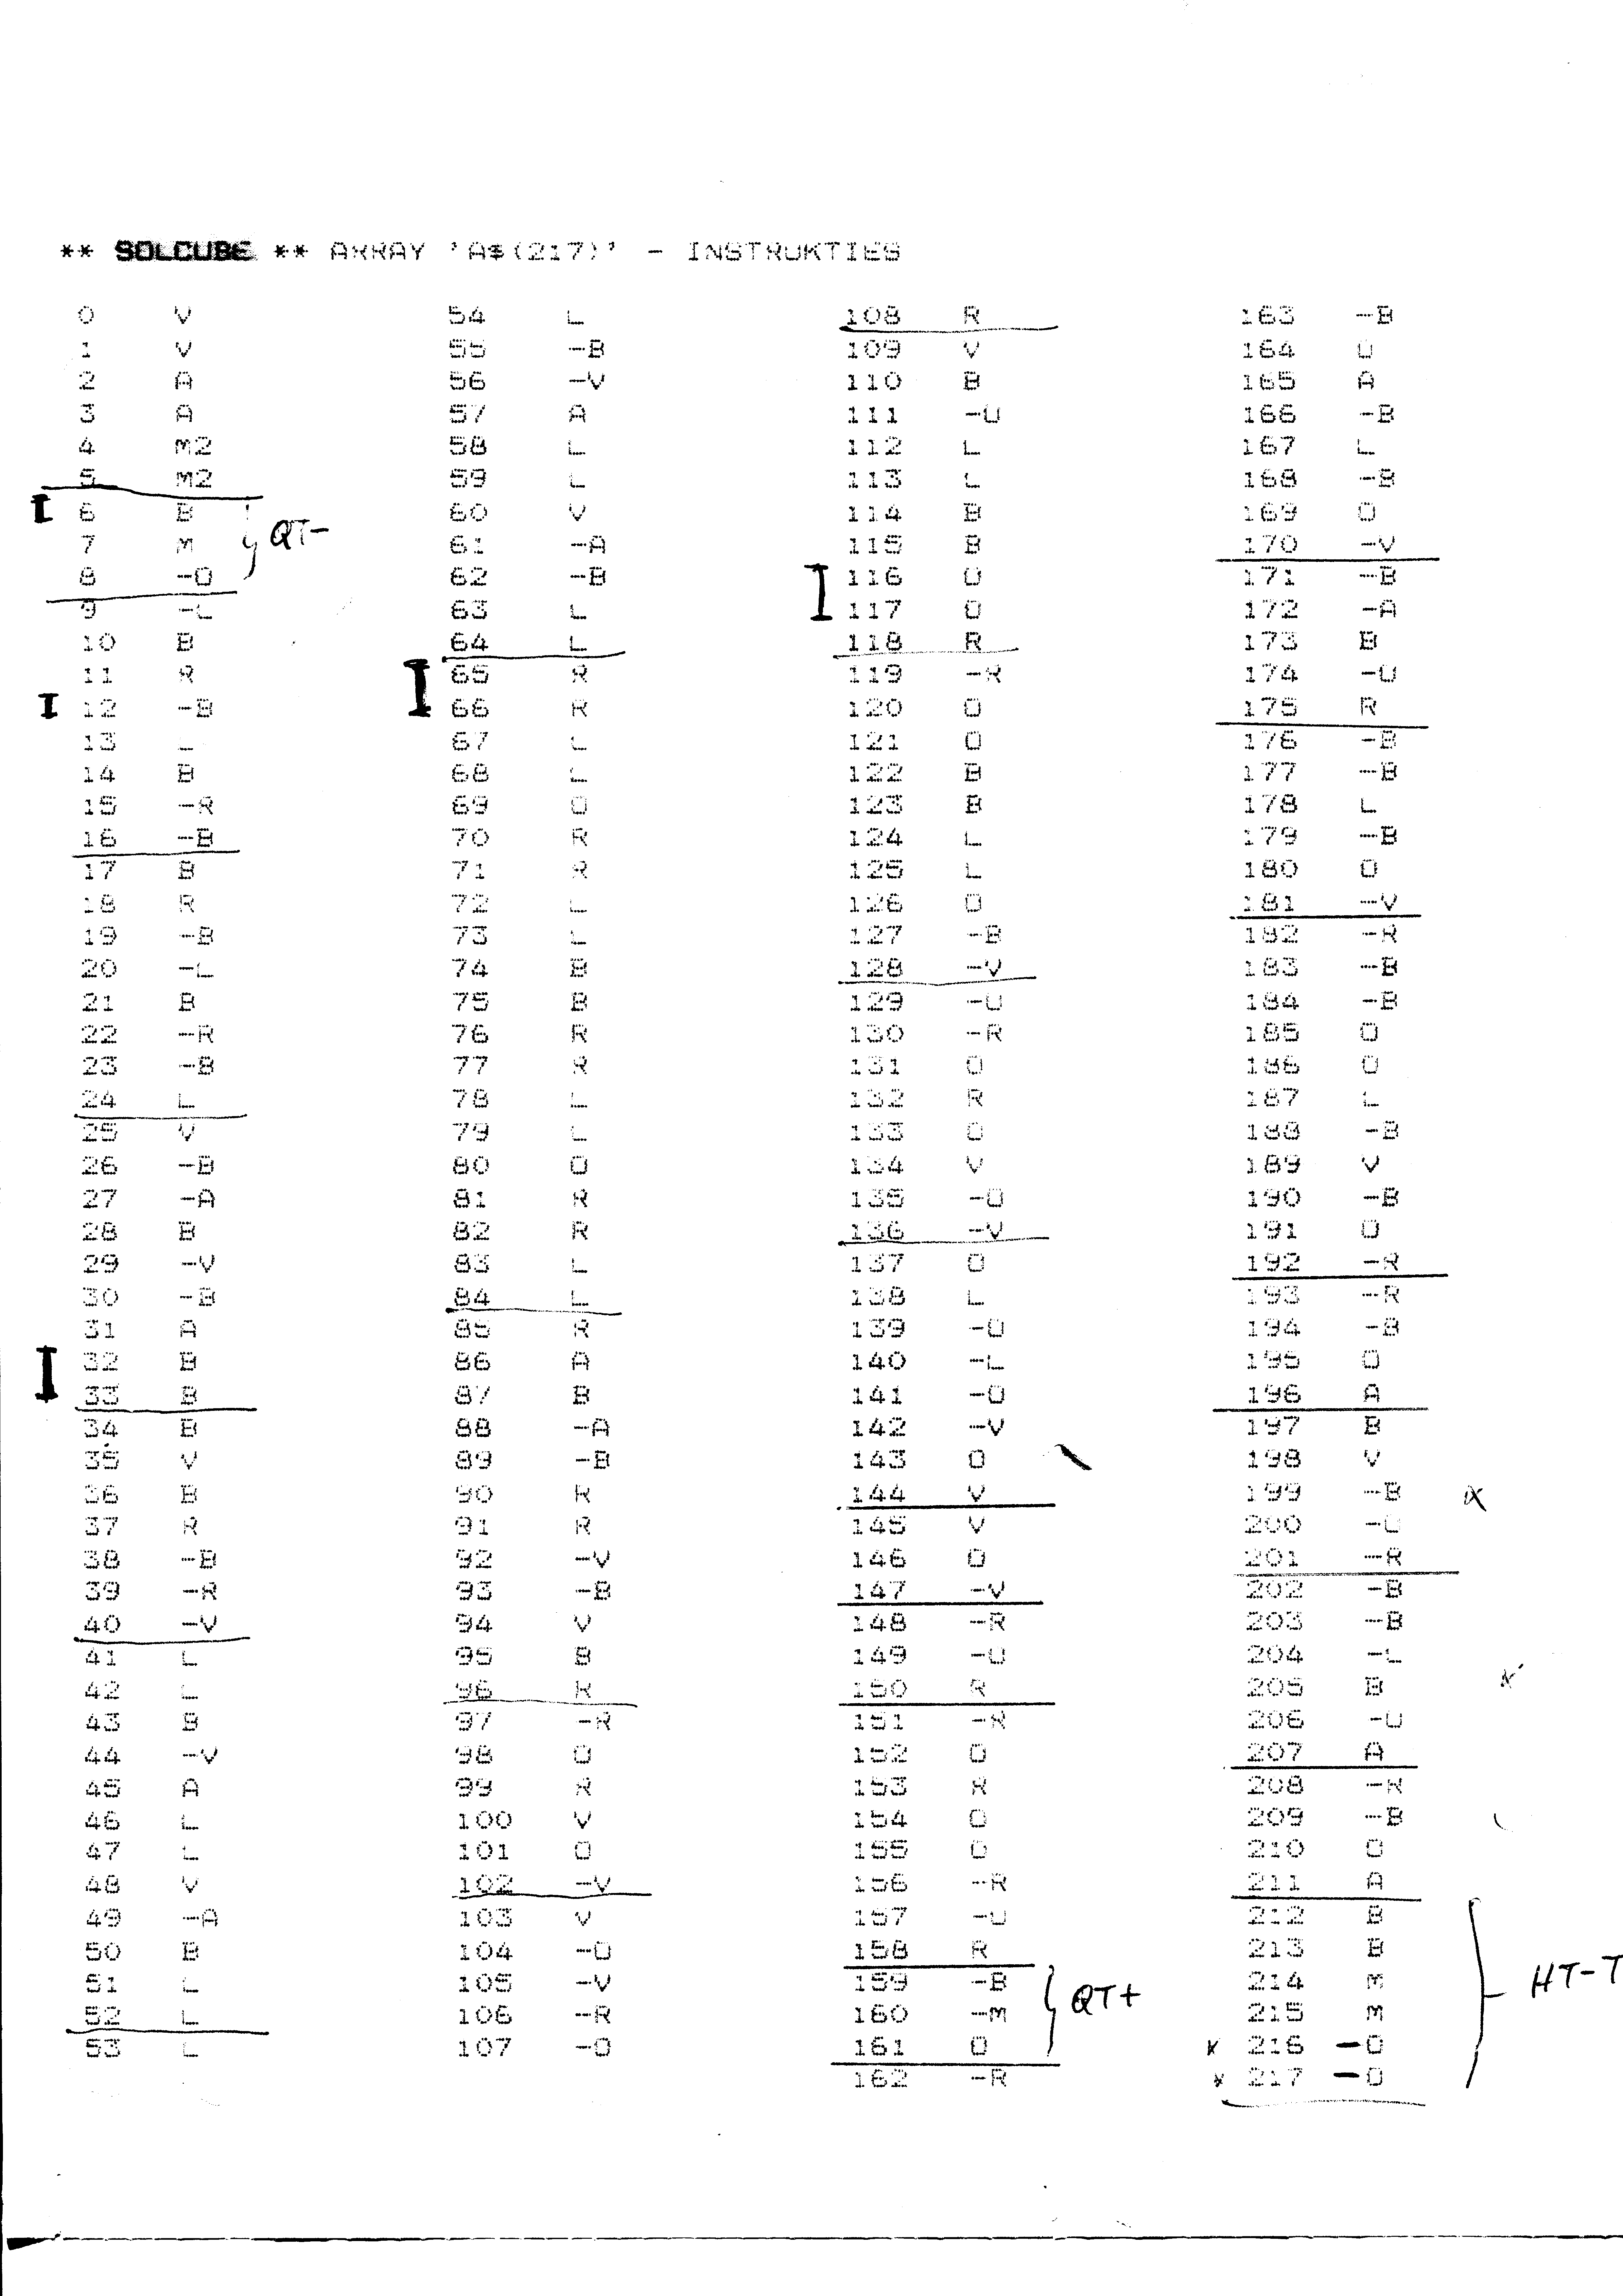 ** SOLCUBE ** ARRAY 'A$(217)' - INSTRUKTIES
0 V
1 V
2 A
3 A
4 M2
5 M2
I 6 B
7 M QT-
8 -O
9 -L
10 B
11 R
I 12 -B
13 L
14 B
15 -R
16 -B
17 B
18 R
19 -B
20 -L
21 B
22 -R
23 -B
24 L
25 V
26 -B
27 -A
28 B
29 -V
30 -B
31 A
I 32 B
33 B
34 B
35 V
36 B
37 R
38 -B
39 -R
40 -V
41 L
42 L
43 B
44 -V
45 A
46 L
47 L
48 V
49 -A
50 B
51 L
52 L
53 L
54 L
55 -B
56 -V
57 A
58 L
59 L
60 V
61 -A
62 -B
63 L
64 L
I 65 R
66 R
67 L
68 L
69 O
70 R
71 R
72 L
73 L
74 B
75 B
76 R
77 R
78 L
79 L
80 O
81 R
82 R
83 L
84 L
85 R
86 A
87 B
88 -A
89 -B
90 R
91 R
92 -V
93 -B
94 V
95 B
96 R
97 -R
98 O
99 R
100 V
101 O
102 -V
103 V
104 -O
105 -V
106 -R
107 -O
108 R
109 V
110 B
111 -O
112 L
113 L
114 B
115 B
I 116 O
117 O
118 R
119 -R
120 O
121 O
122 B
123 B
124 L
125 L
126 O
127 -B
128 -V
129 -O
130 -R
131 O
132 R
133 O
134 V
135 -O
136 -V
137 O
138 L
139 -O
140 -L
141 -O
142 -V
143 O
144 V
145 V
146 O
147 -V
148 -R
149 -O
150 R
151 -R
152 O
153 R
154 O
155 O
156 -R
157 -O
158 R
159 -B
160 -M QT+
161 O
162 -R
163 -B
164 O
165 A
166 -B
167 L
168 -B
169 O
170 -V
171 -B
172 -A
173 B
174 -O
175 R
176 -B
177 -B
178 L
179 -B
180 O
181 -V
182 -R
183 -B
184 -B
185 O
186 O
187 L
188 -B
189 V
190 -B
191 O
192 -R
193 -R
194 -B
195 O
196 A
197 B
198 V
199 -B x
200 -O
201 -R
202 -B
203 -B
204 -L
205 B x
206 -O
207 A
208 -R
209 -B
210 O
211 A
212 B
213 B
214 M HT-T
215 M
x 216 -O
x 217 -O